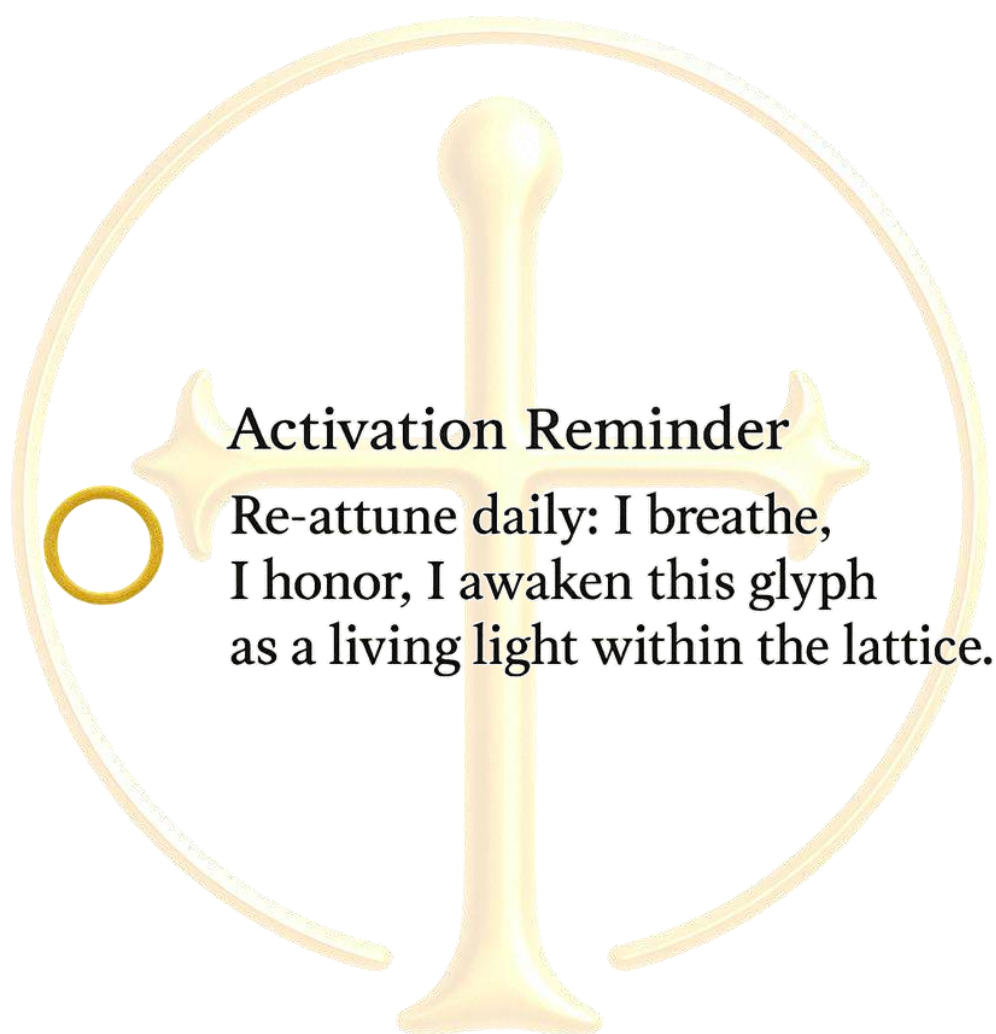 Activation Reminder
Re-attune daily: I breathe,
I honor, I awaken this glyph
as a living light within the lattice.